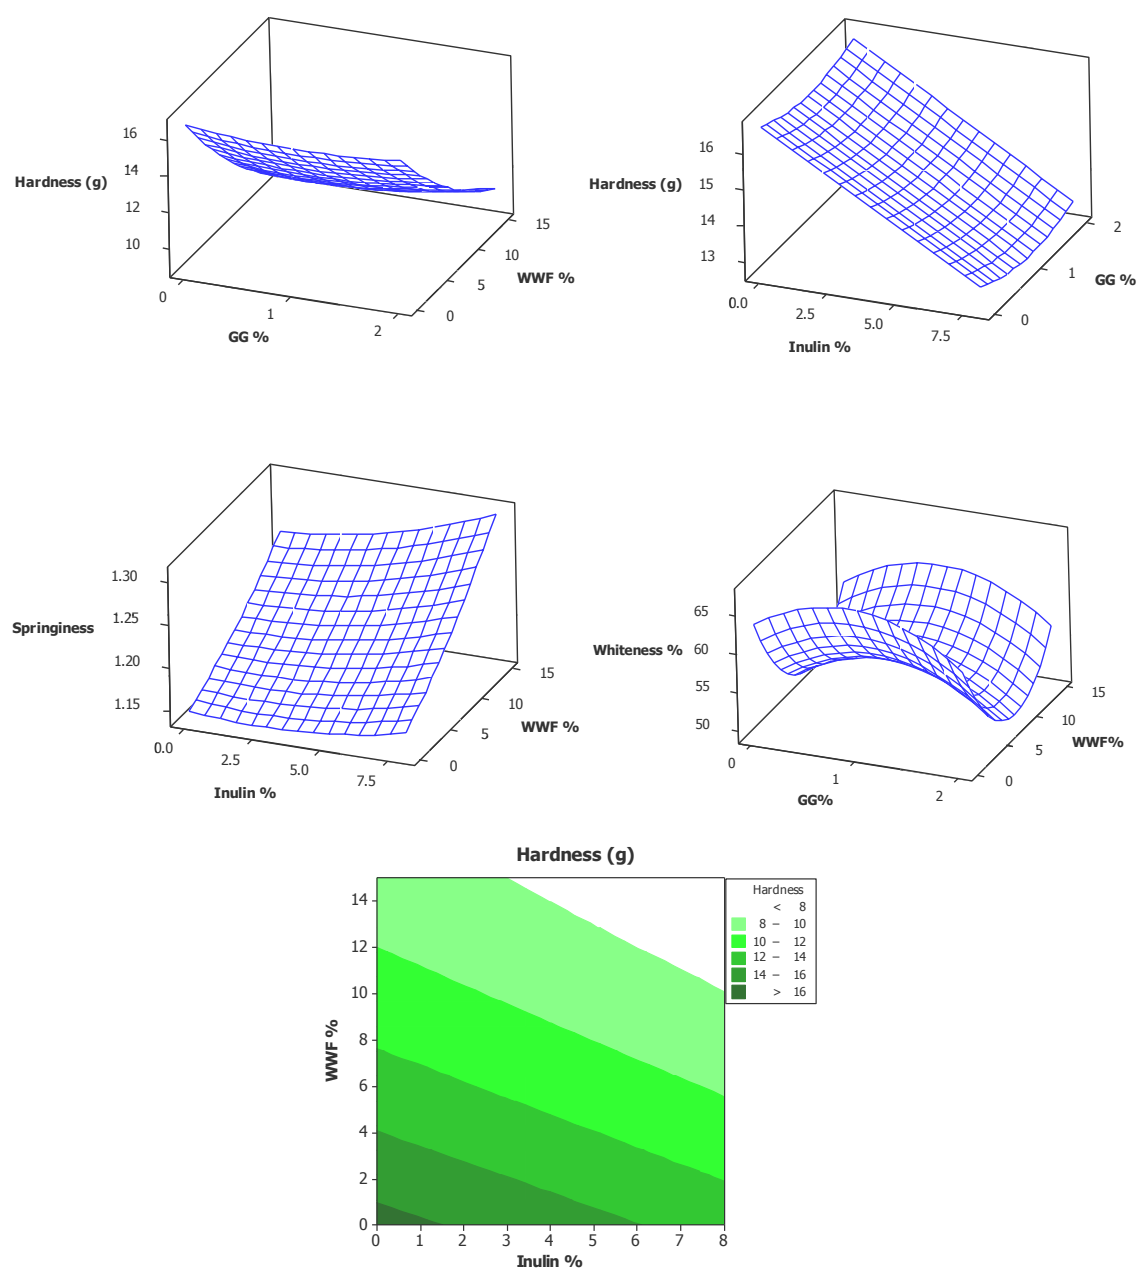 16
14
Hardness (g)
12
10
0
1
2
GG %
0
5
10
15
WWF %
16
Hardness (g)
15
14
13
0.0
2.5
5.0
7.5
Inulin %
0
1
2
GG %
1.30
1.25
Springiness
1.20
1.15
0.0
2.5
5.0
7.5
Inulin %
0
5
10
15
WWF %
65
Whiteness %
60
55
50
0
1
2
GG%
0
5
10
15
WWF%
Hardness (g)
14
12
10
8
6
4
2
0
WWF %
0 1 2 3 4 5 6 7 8
Inulin %
Hardness
< 8
8 – 10
10 – 12
12 – 14
14 – 16
> 16